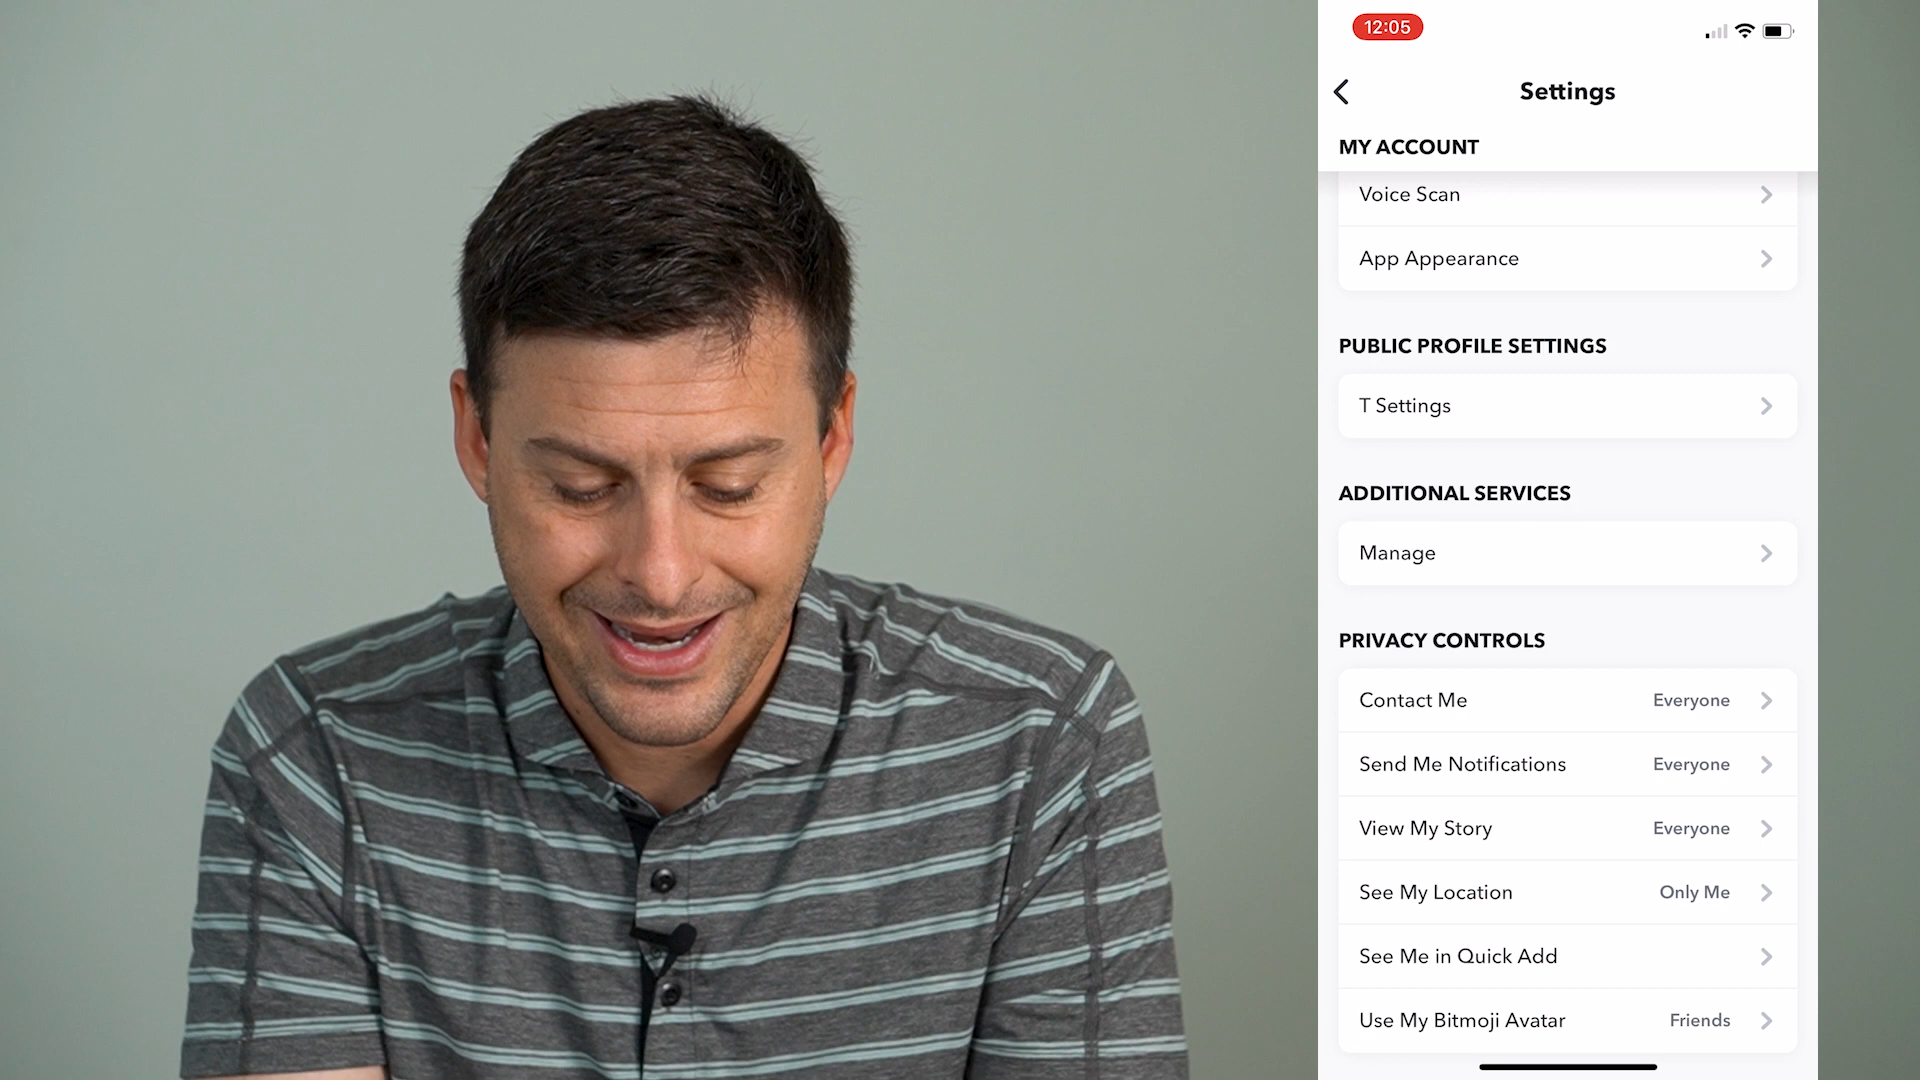 12:05
Settings
MY ACCOUNT
Voice Scan
App Appearance
PUBLIC PROFILE SETTINGS
T Settings
ADDITIONAL SERVICES
Manage
PRIVACY CONTROLS
Contact Me Everyone
Send Me Notifications Everyone
View My Story Everyone
See My Location Only Me
See Me in Quick Add
Use My Bitmoji Avatar Friends